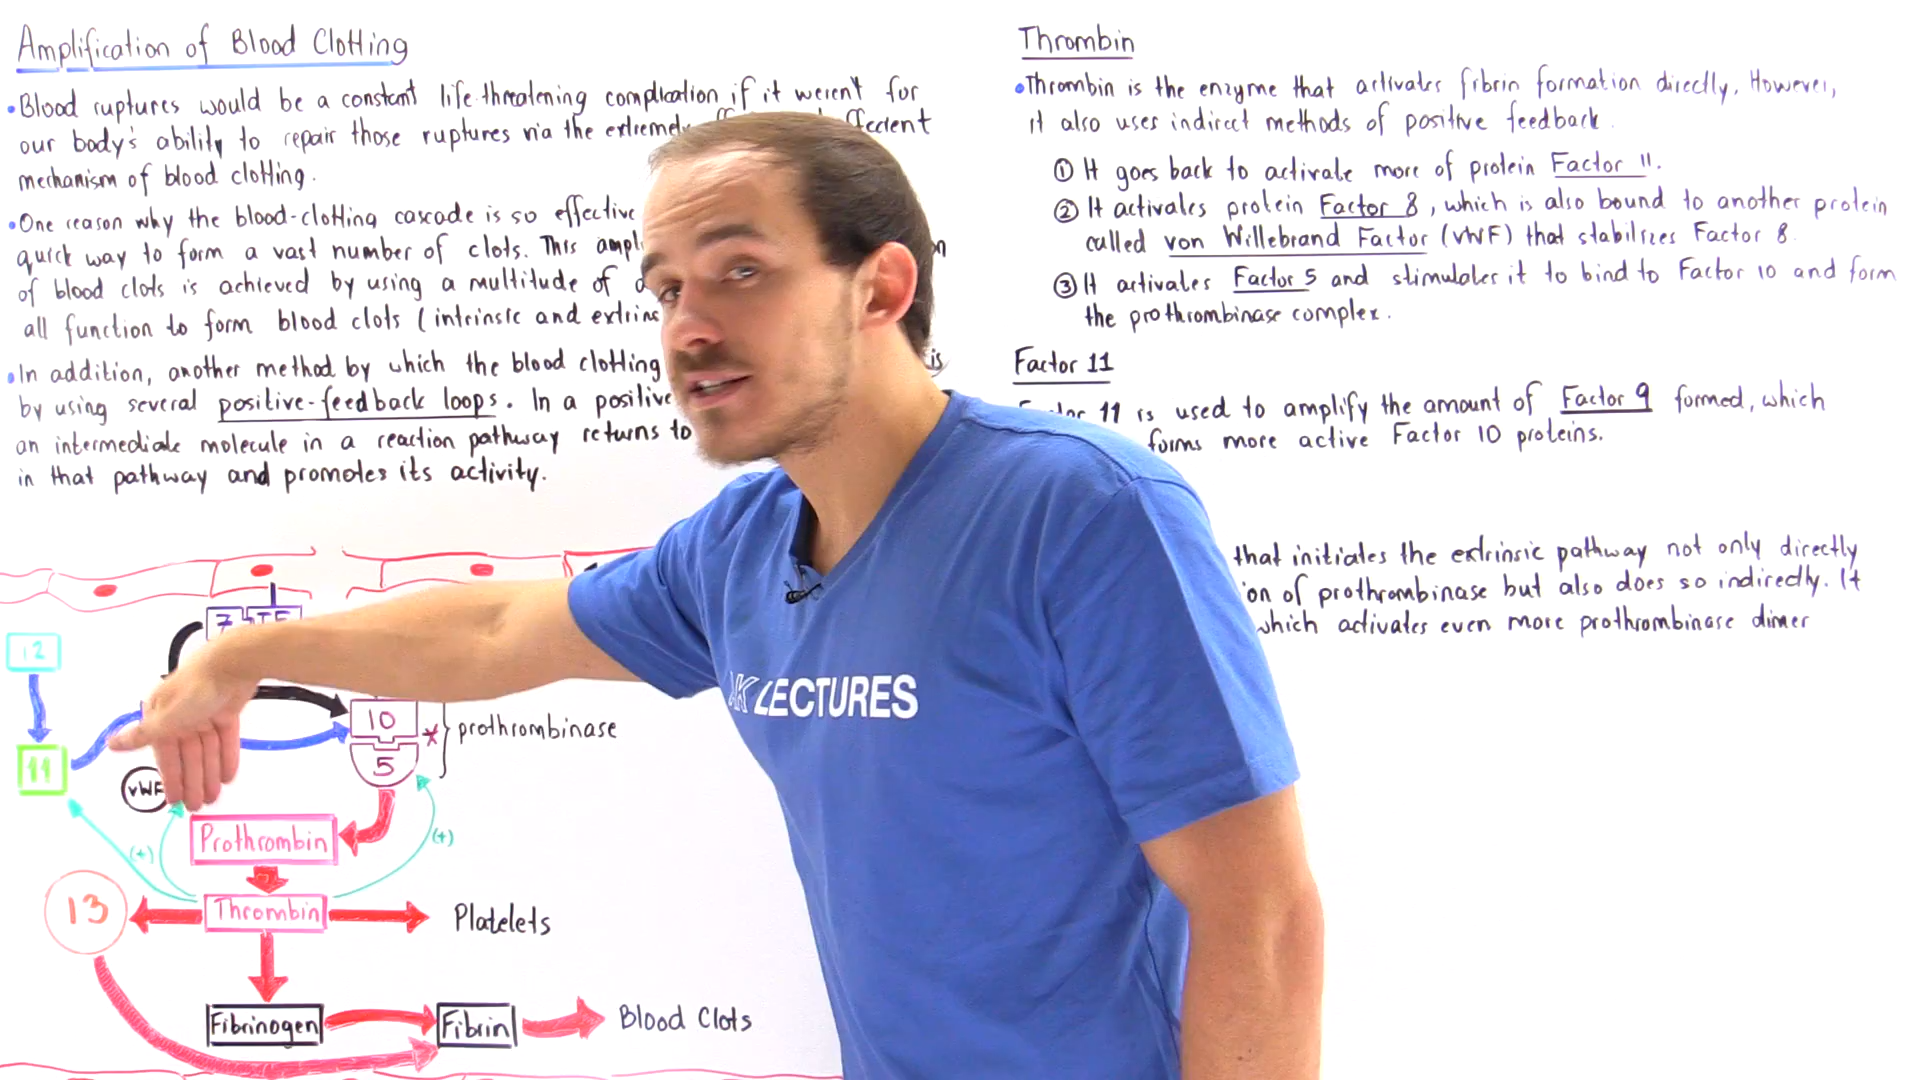 Amplification of Blood Clotting
•Blood ruptures would be a constant life-threatening complication if it weren't for
our body's ability to repair those ruptures via the extremely
mechanism of blood clotting.
•One reason why the blood-clotting cascade is so effective
quick way to form a vast number of clots. This
of blood clots is achieved by using a multitude of
all function to form blood clots (intrinsic and
•In addition, another method by which the blood clotting is
by using several positive-feedback loops. In a positive
an intermediate molecule in a reaction pathway returns to
in that pathway and promotes its activity.
7 TF
12
11
vWF
10
5
* prothrombinase
Prothrombin
(+)
(+)
13
Thrombin
Platelets
Fibrinogen
Fibrin
Blood Clots
AK LECTURES
Thrombin
•Thrombin is the enzyme that activates fibrin formation directly. However,
it also uses indirect methods of positive feedback.
① It goes back to activate more of protein Factor 11.
② It activates protein Factor 8, which is also bound to another protein
called von Willebrand Factor (vWF) that stabilizes Factor 8.
③ It activates Factor 5 and stimulates it to bind to Factor 10 and form
the prothrombinase complex.
Factor 11
11 is used to amplify the amount of Factor 9 formed, which
forms more active Factor 10 proteins.
that initiates the extrinsic pathway not only directly
of prothrombinase but also does so indirectly. It
which activates even more prothrombinase dimer